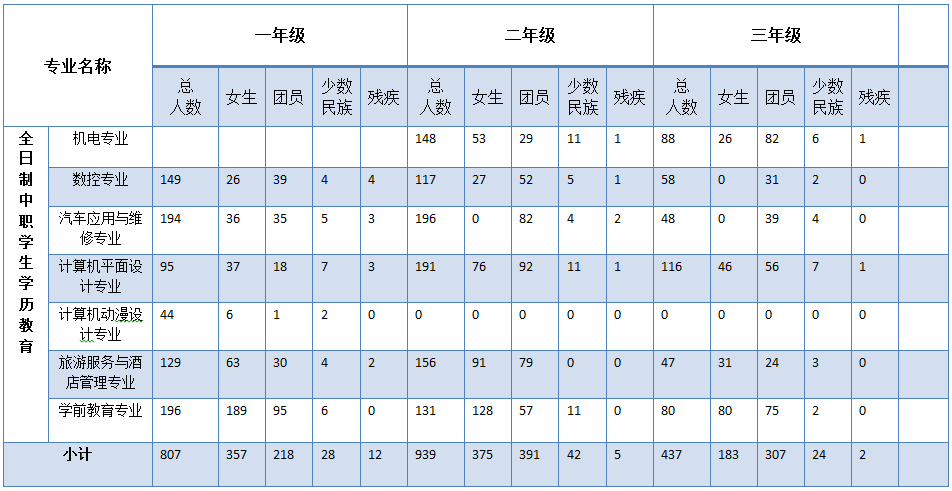 专业名称 一年级 二年级 三年级
总人数 女生 团员 少数民族 残疾 总人数 女生 团员 少数民族 残疾 总人数 女生 团员 少数民族 残疾
全日制中职学生学历教育
机电专业 148 53 29 11 1 88 26 82 6 1
数控专业 149 26 39 4 4 117 27 52 5 1 58 0 31 2 0
汽车应用与维修专业 194 36 35 5 3 196 0 82 4 2 48 0 39 4 0
计算机平面设计专业 95 37 18 7 3 191 76 92 11 1 116 46 56 7 1
计算机动漫设计专业 44 6 1 2 0 0 0 0 0 0 0 0 0 0 0
旅游服务与酒店管理专业 129 63 30 4 2 156 91 79 0 0 47 31 24 3 0
学前教育专业 196 189 95 6 0 131 128 57 11 0 80 80 75 2 0
小计 807 357 218 28 12 939 375 391 42 5 437 183 307 24 2